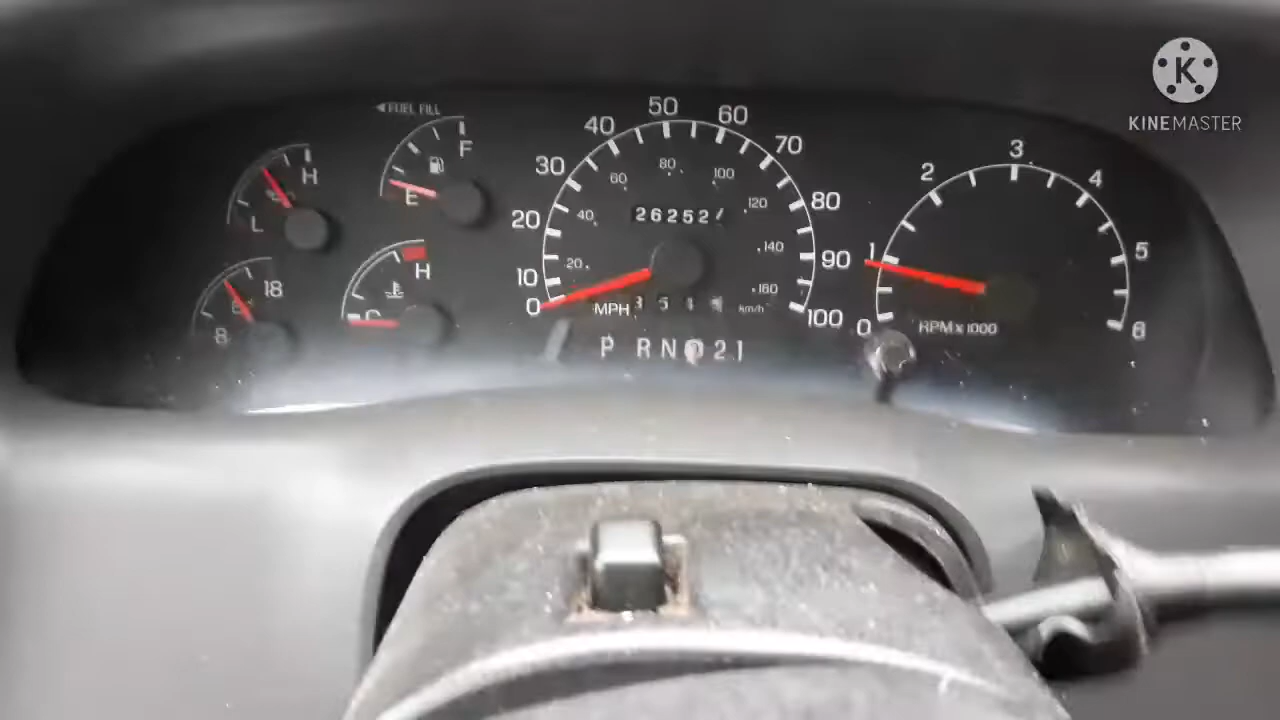 K
KINEMASTER
◀FUEL FILL
H
L
F
E
18
8
H
C
0 10 20 30 40 50 60 70 80 90 100
20 40 60 80 100 120 140 160
26252
MPH
km/h
P RN D 2 1
0 1 2 3 4 5 6
RPM x 1000